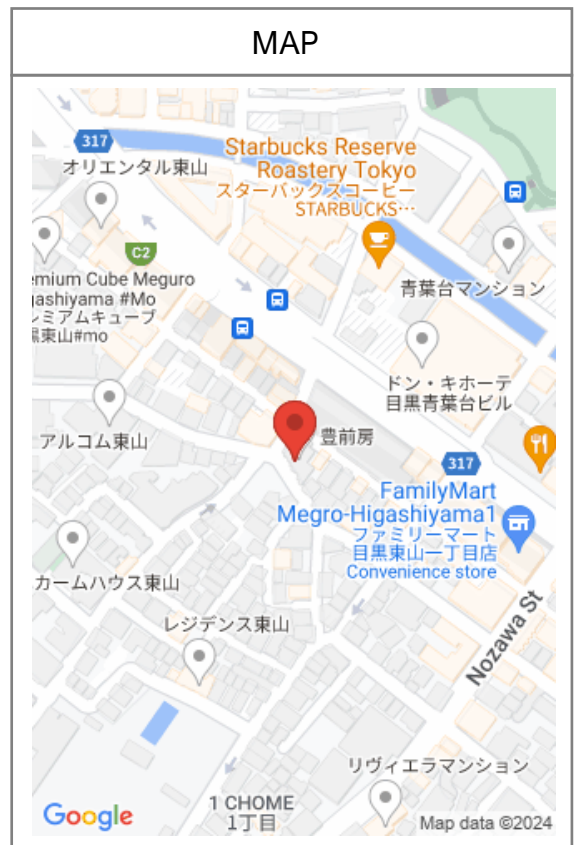 MAP
317
オリエンタル東山
Starbucks Reserve
Roastery Tokyo
スターバックスコーヒー
STARBUCKS…
C2
emium Cube Meguro
igashiyama #Mo
レミアムキューブ
黒東山#mo
青葉台マンション
ドン・キホーテ
目黒青葉台ビル
アルコム東山
豊前房
317
FamilyMart
Megro-Higashiyama1
ファミリーマート
目黒東山一丁目店
Convenience store
カームハウス東山
Nozawa St
レジデンス東山
リヴィエラマンション
1 CHOME
1丁目
Google
Map data ©2024